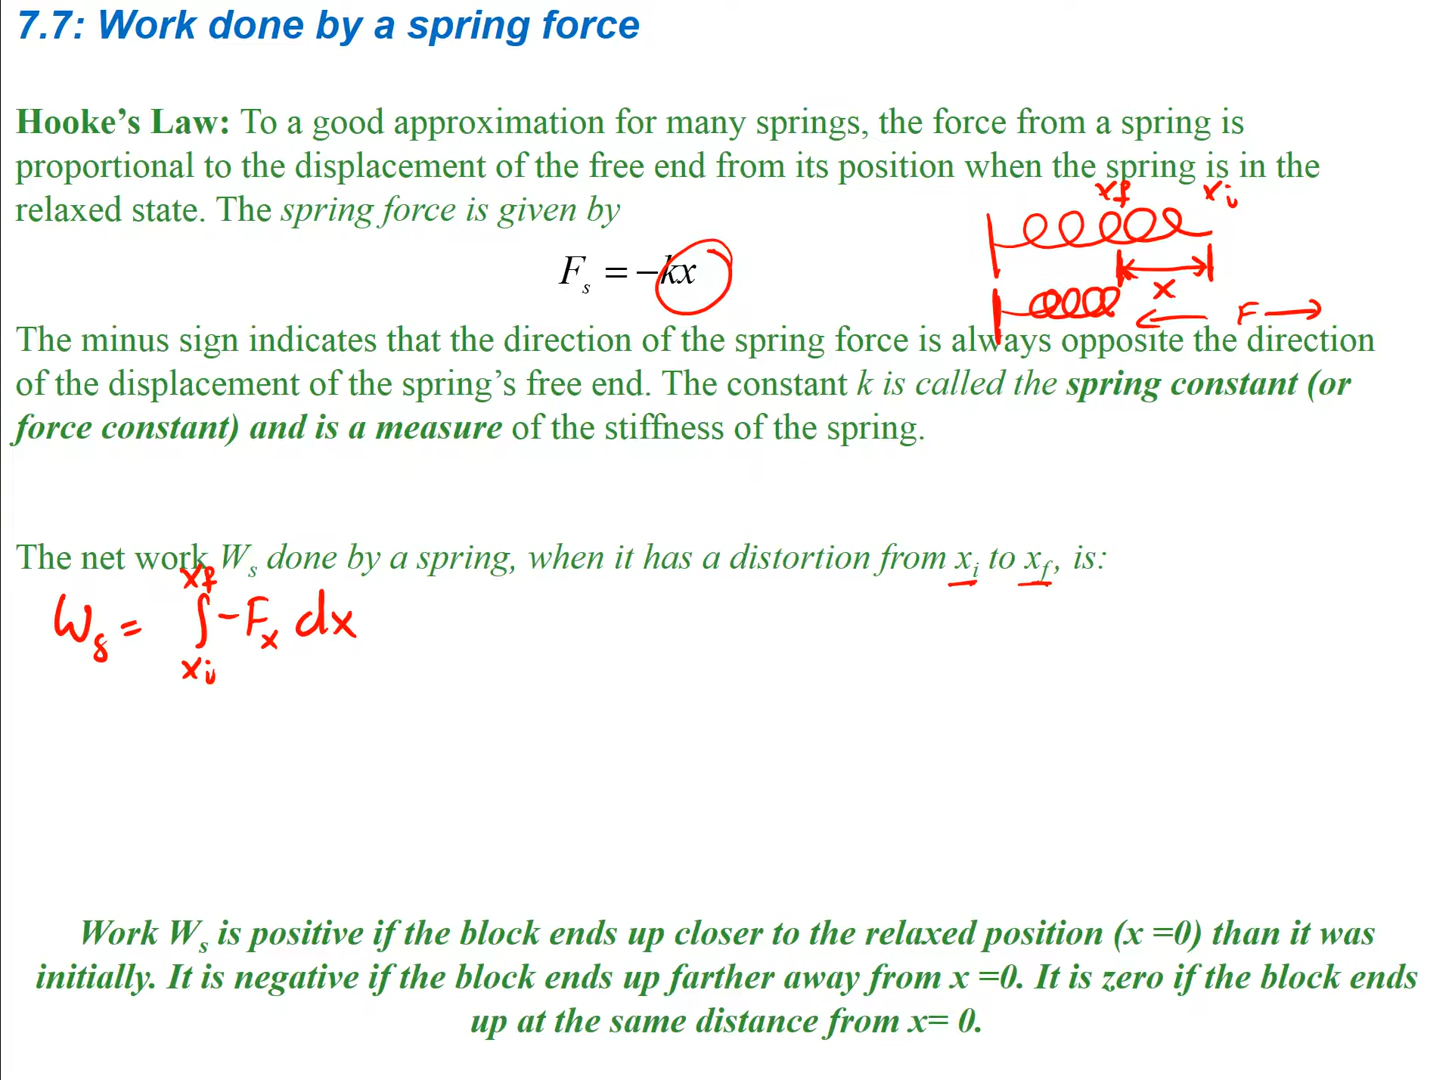 7.7: Work done by a spring force
Hooke’s Law: To a good approximation for many springs, the force from a spring is
proportional to the displacement of the free end from its position when the spring is in the
relaxed state. The spring force is given by
xf xi
Fs = −kx
x
F
The minus sign indicates that the direction of the spring force is always opposite the direction
of the displacement of the spring’s free end. The constant k is called the spring constant (or
force constant) and is a measure of the stiffness of the spring.
The net work Ws done by a spring, when it has a distortion from xi to xf, is:
Ws = ∫xi^xf −Fx dx
Work Ws is positive if the block ends up closer to the relaxed position (x =0) than it was
initially. It is negative if the block ends up farther away from x =0. It is zero if the block ends
up at the same distance from x= 0.